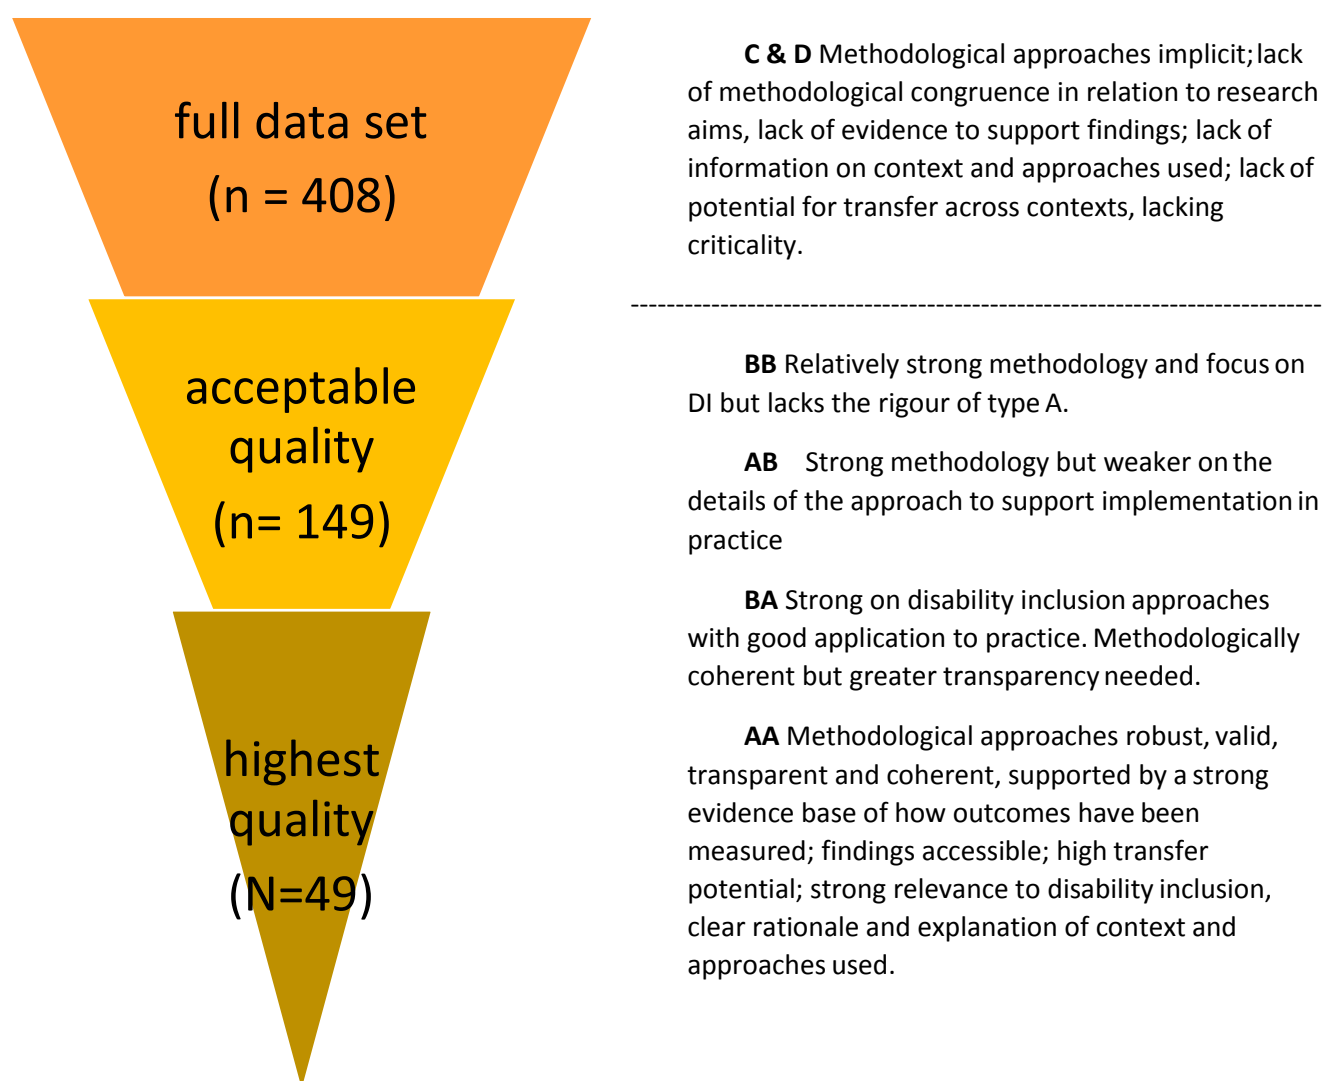 full data set
(n = 408)
acceptable
quality
(n= 149)
highest
quality
(N=49)
C & D Methodological approaches implicit; lack
of methodological congruence in relation to research
aims, lack of evidence to support findings; lack of
information on context and approaches used; lack of
potential for transfer across contexts, lacking
criticality.
BB Relatively strong methodology and focus on
DI but lacks the rigour of type A.
AB Strong methodology but weaker on the
details of the approach to support implementation in
practice
BA Strong on disability inclusion approaches
with good application to practice. Methodologically
coherent but greater transparency needed.
AA Methodological approaches robust, valid,
transparent and coherent, supported by a strong
evidence base of how outcomes have been
measured; findings accessible; high transfer
potential; strong relevance to disability inclusion,
clear rationale and explanation of context and
approaches used.